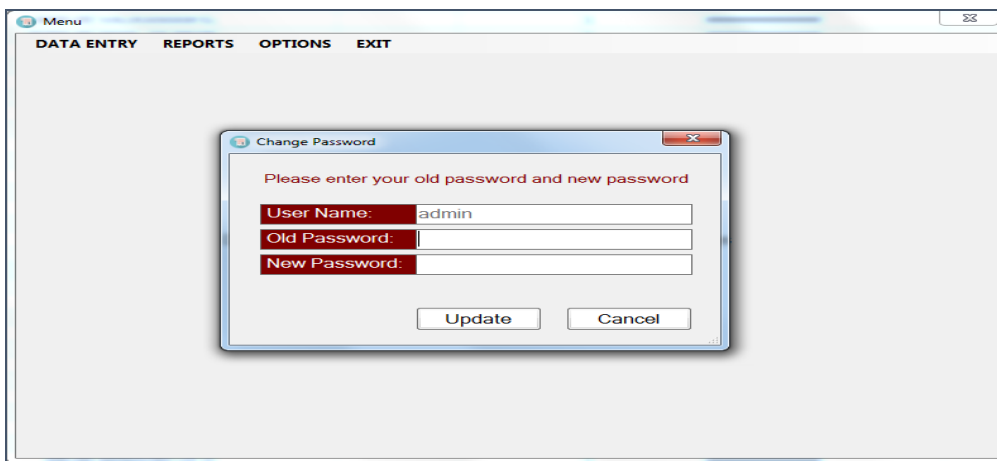 Menu
DATA ENTRY REPORTS OPTIONS EXIT
Change Password
Please enter your old password and new password
User Name: admin
Old Password:
New Password:
Update Cancel